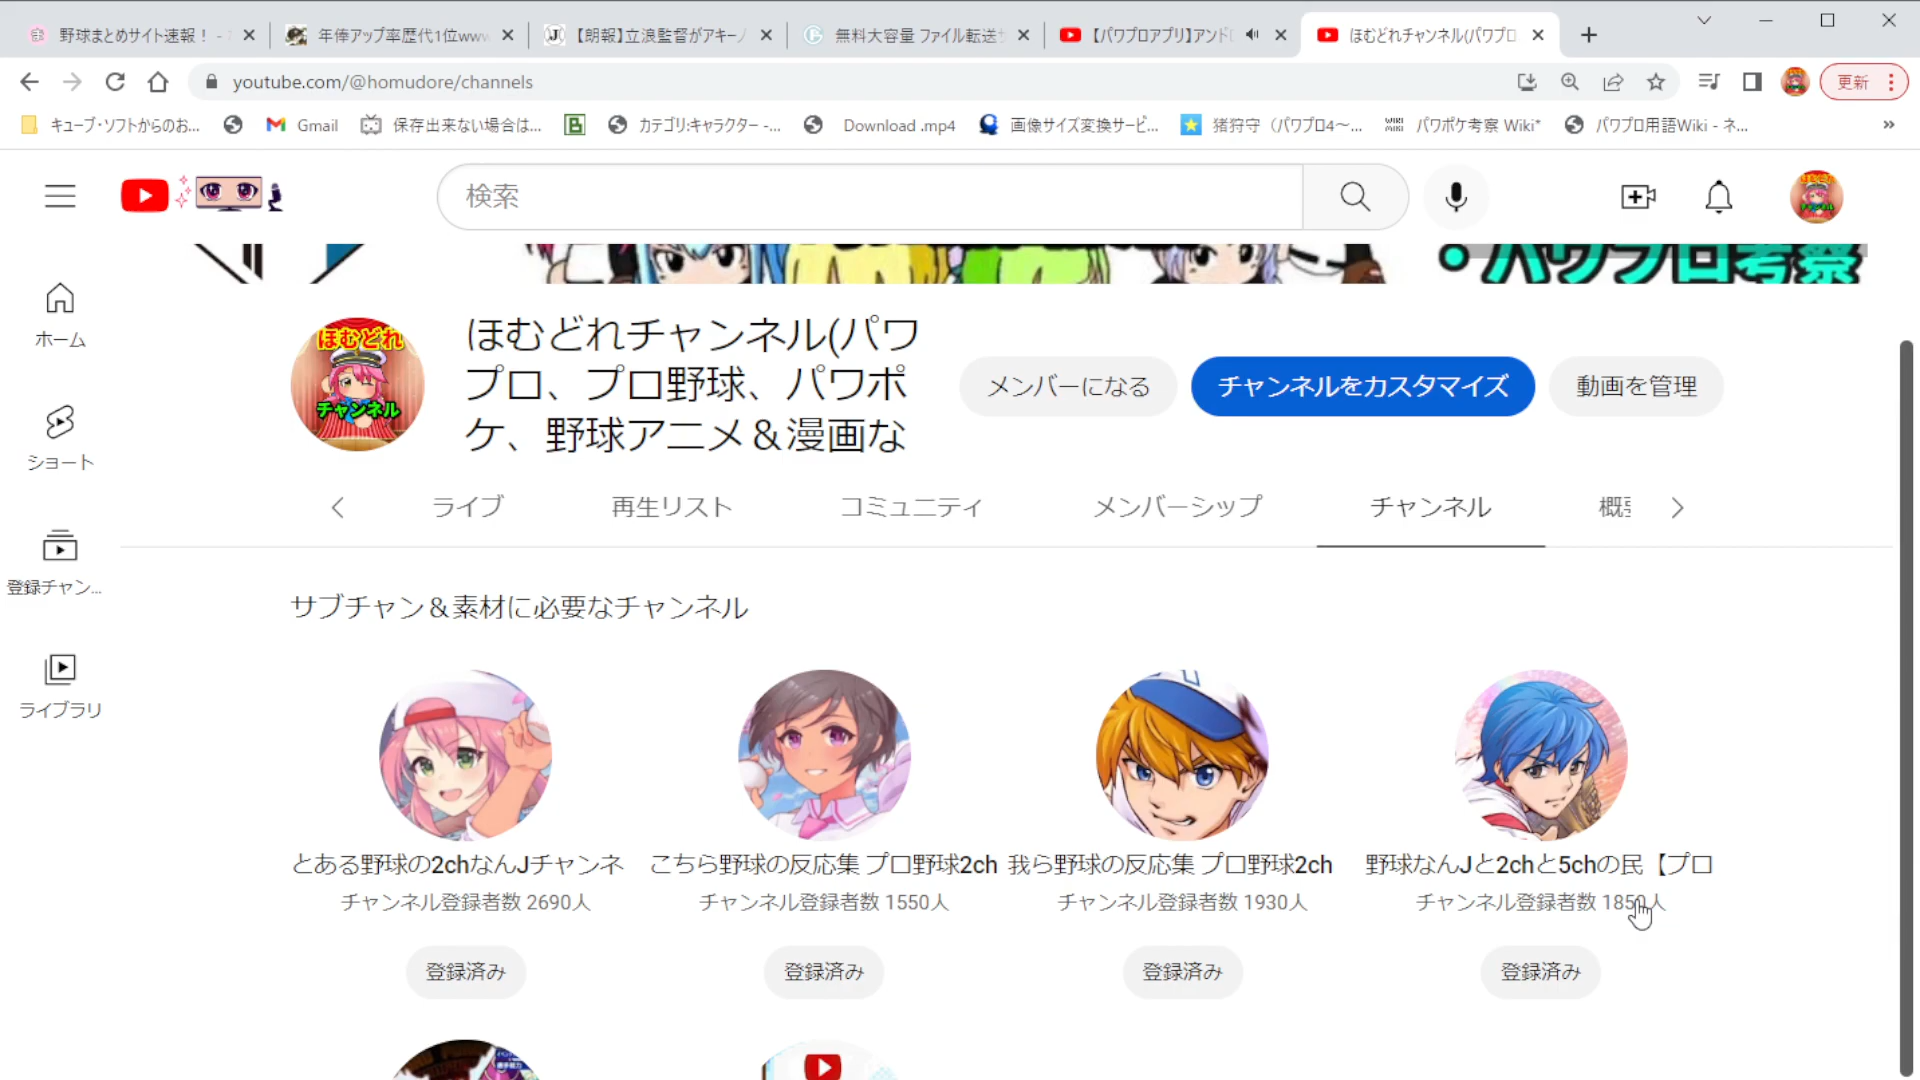 野球まとめサイト速報！ -
年俸アップ率歴代1位www
【朗報】立浪監督がアキーノ
無料大容量 ファイル転送
【パワプロアプリ】アンド
ほむどれチャンネル(パワプロ
youtube.com/@homudore/channels
更新
キューブ・ソフトからのお...
Gmail
保存出来ない場合は...
カテゴリ:キャラクター -...
Download .mp4
画像サイズ変換サービ...
猪狩守（パワプロ4～...
パワポケ考察 Wiki*
パワプロ用語Wiki - ネ...
検索
・パワプロ考察
ほむどれ
チャンネル
ほむどれチャンネル(パワ
プロ、プロ野球、パワポ
ケ、野球アニメ＆漫画な
メンバーになる
チャンネルをカスタマイズ
動画を管理
ホーム
ショート
登録チャン...
ライブラリ
ライブ
再生リスト
コミュニティ
メンバーシップ
チャンネル
サブチャン＆素材に必要なチャンネル
とある野球の2chなんJチャンネ
チャンネル登録者数 2690人
登録済み
こちら野球の反応集 プロ野球2ch
チャンネル登録者数 1550人
登録済み
我ら野球の反応集 プロ野球2ch
チャンネル登録者数 1930人
登録済み
野球なんJと2chと5chの民【プロ
チャンネル登録者数 1850人
登録済み